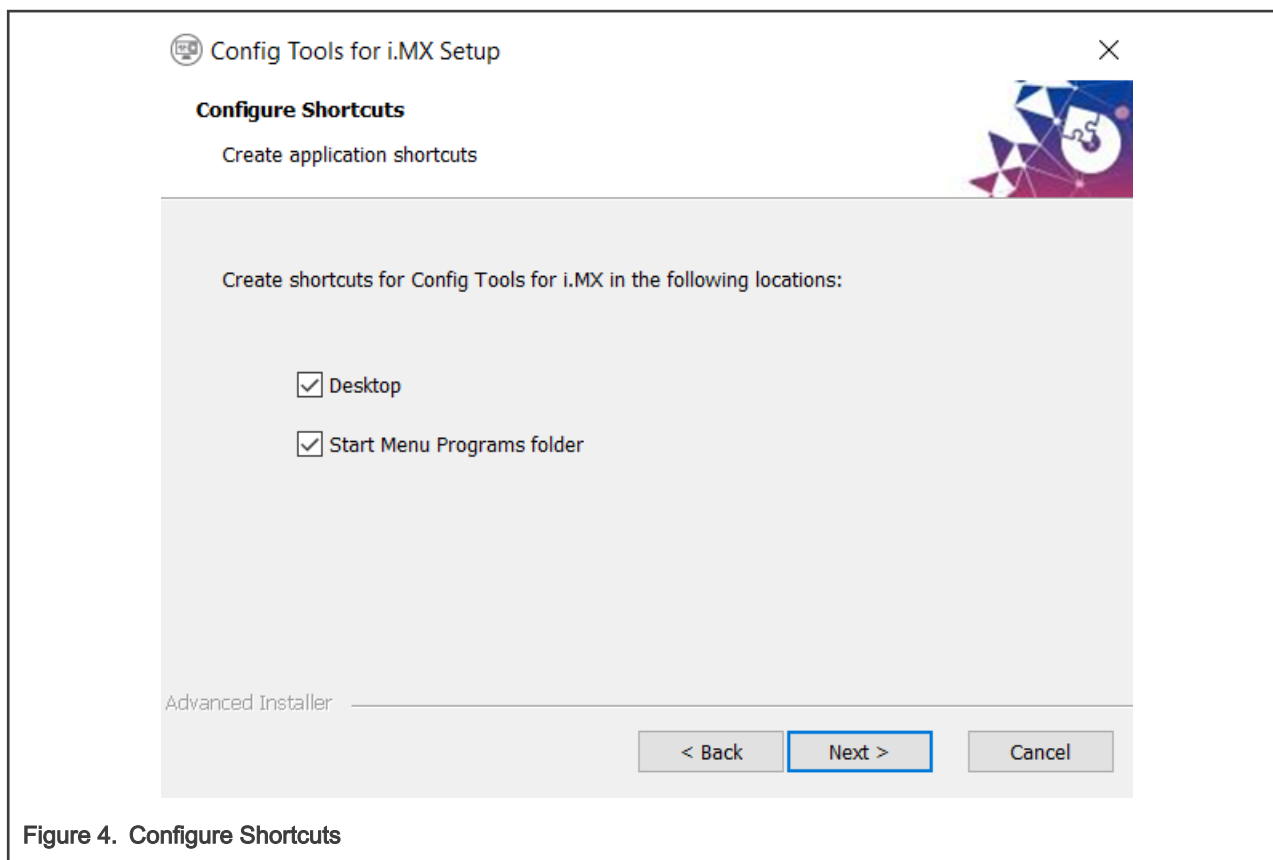 Config Tools for i.MX Setup
Configure Shortcuts
Create application shortcuts
Create shortcuts for Config Tools for i.MX in the following locations:
Desktop
Start Menu Programs folder
Advanced Installer
< Back Next > Cancel
Figure 4. Configure Shortcuts